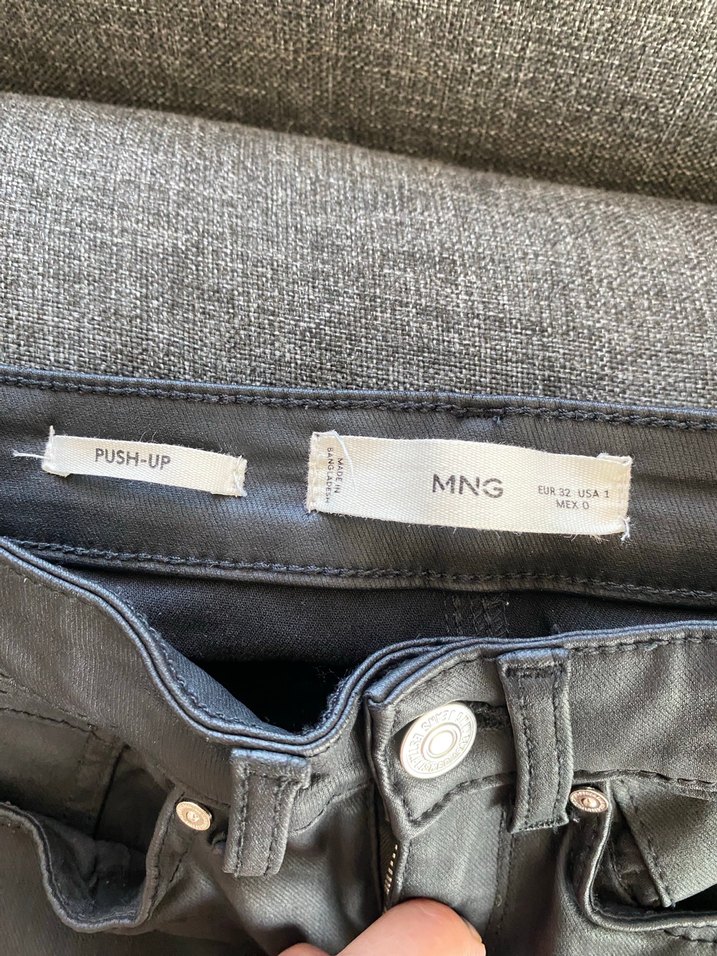 PUSH-UP
MADE IN
BANGLADESH
MNG
EUR 32 USA 1
MEX 0